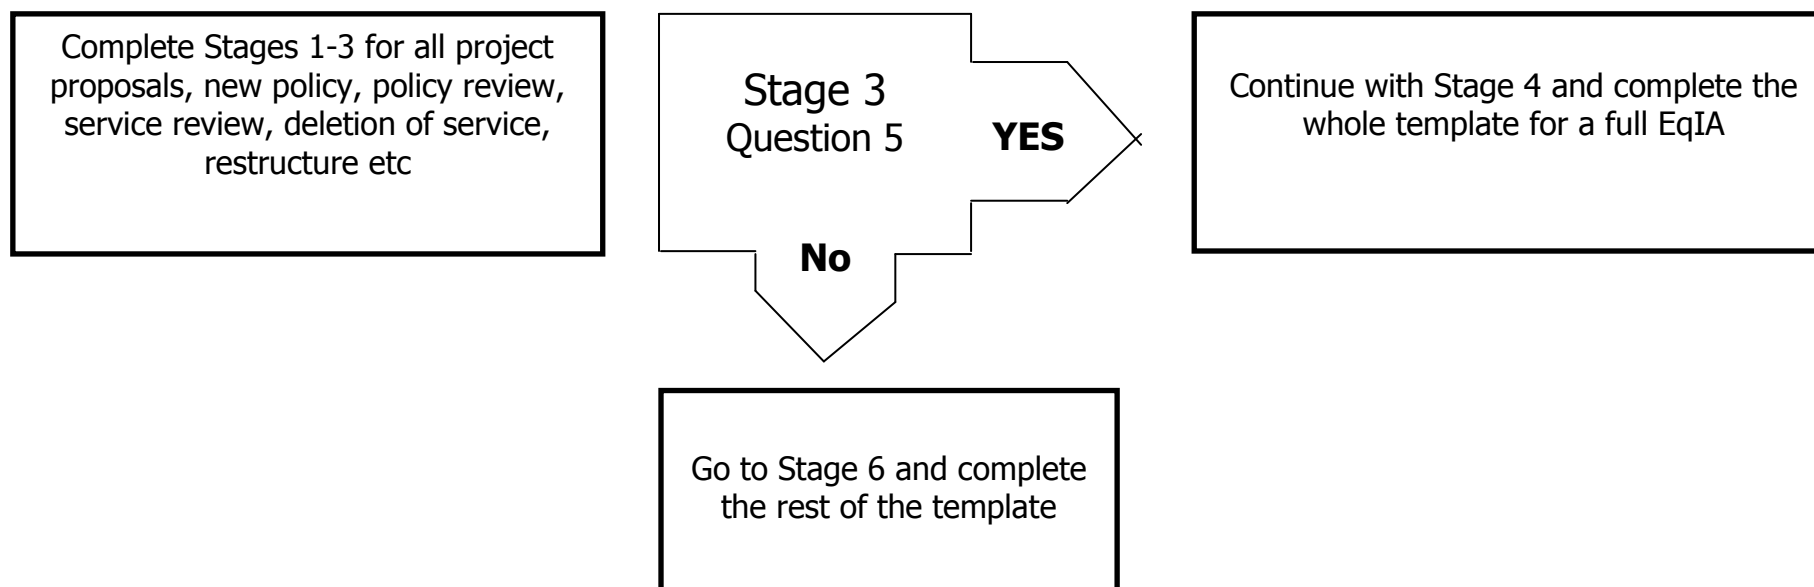 Complete Stages 1-3 for all project
proposals, new policy, policy review,
service review, deletion of service,
restructure etc
Stage 3
Question 5
YES
No
Continue with Stage 4 and complete the
whole template for a full EqIA
Go to Stage 6 and complete
the rest of the template